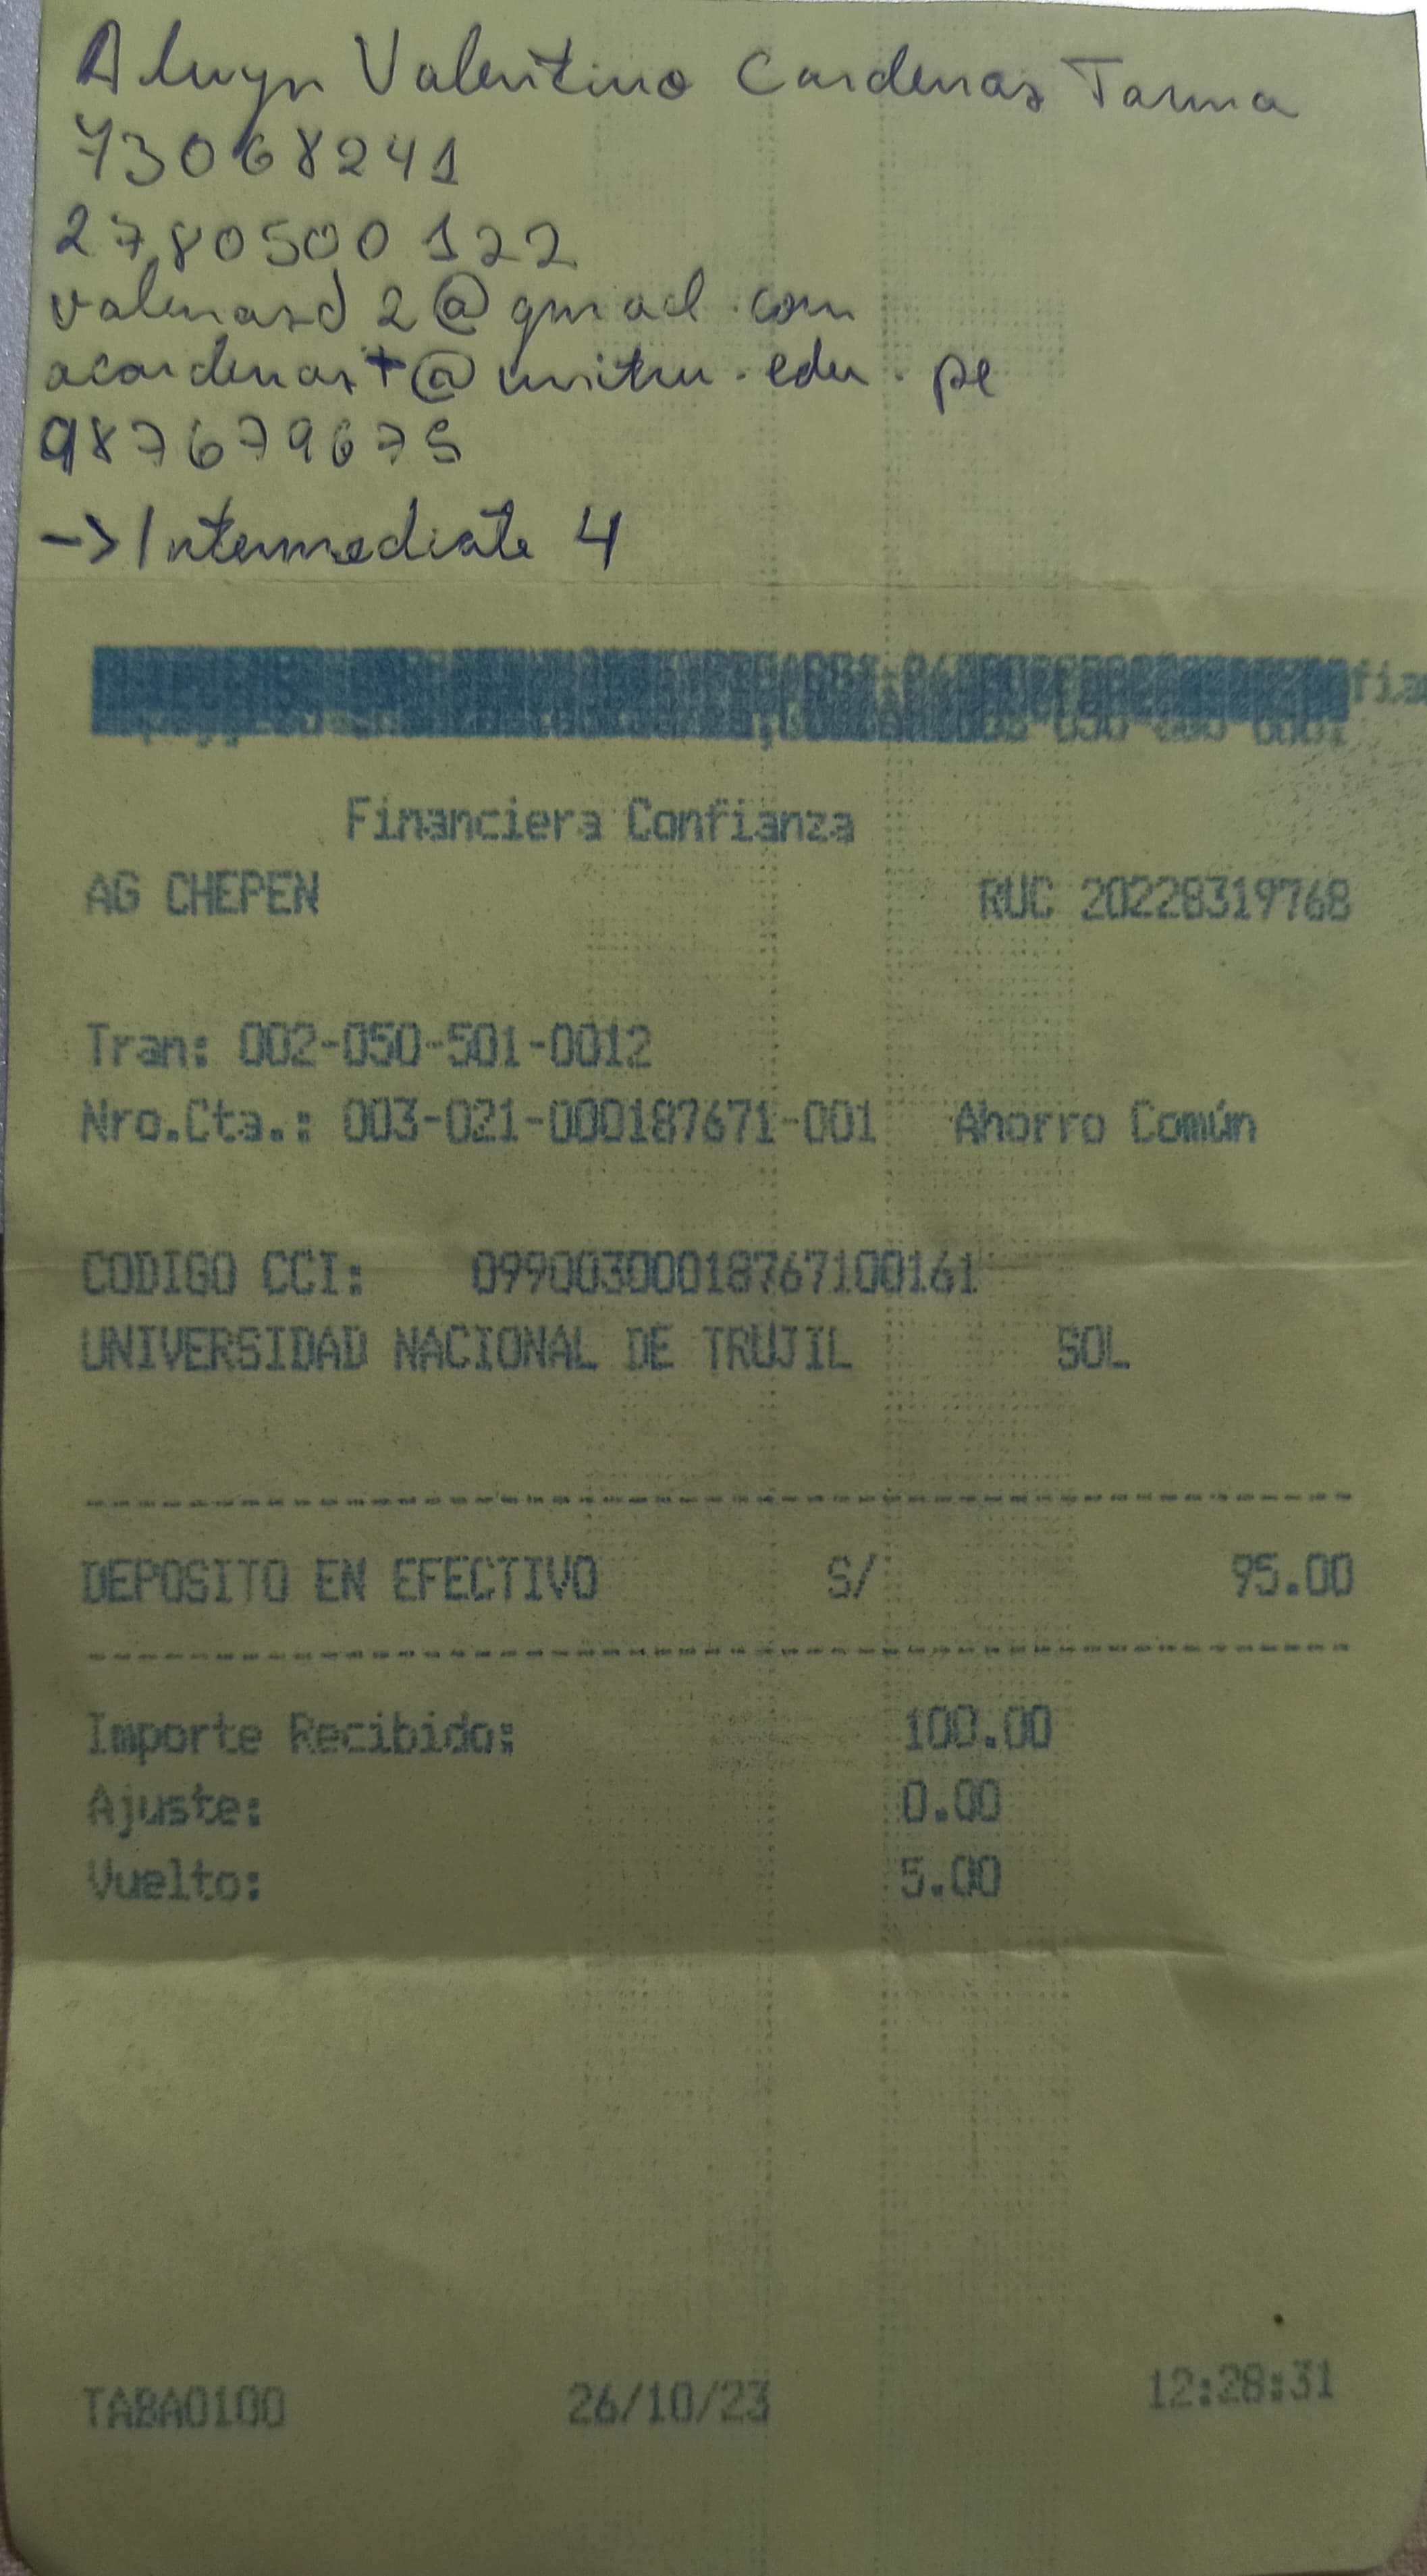 Alwyn Valentino Cardenas Tarma
73068241
2780500122
valenasd2@gmail.com
acardenast@unitru.edu.pe
987679675
->Intermediate 4
Financiera Confianza
AG CHEPEN RUC 20228319768
Tran: 002-050-501-0012
Nro.Cta.: 003-021-000187671-001 Ahorro Común
CODIGO CCI: 09900300018767100161
UNIVERSIDAD NACIONAL DE TRUJIL SOL
DEPOSITO EN EFECTIVO S/ 95.00
Importe Recibido: 100.00
Ajuste: 0.00
Vuelto: 5.00
TABA0100 26/10/23 12:28:31